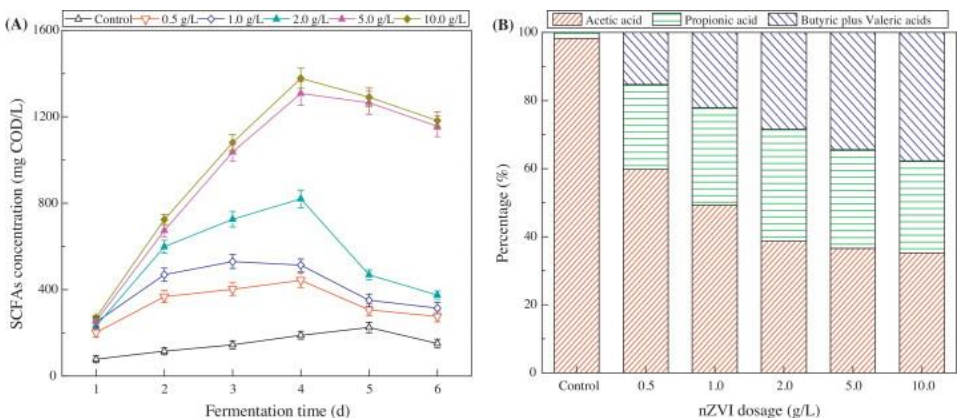 (A)
Control 0.5 g/L 1.0 g/L 2.0 g/L 5.0 g/L 10.0 g/L
1600
1200
800
400
0
SCFAs concentration (mg COD/L)
1 2 3 4 5 6
Fermentation time (d)
(B)
Acetic acid Propionic acid Butyric plus Valeric acids
100
80
60
40
20
0
Percentage (%)
Control 0.5 1.0 2.0 5.0 10.0
nZVI dosage (g/L)